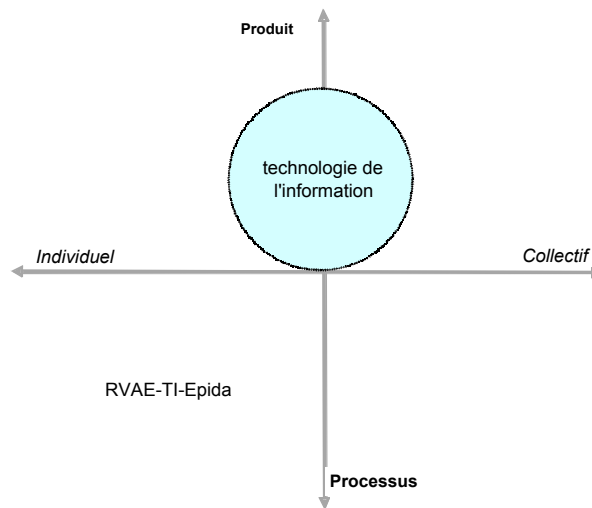 Produit
technologie de
l'information
Individuel
Collectif
RVAE-TI-Epida
Processus